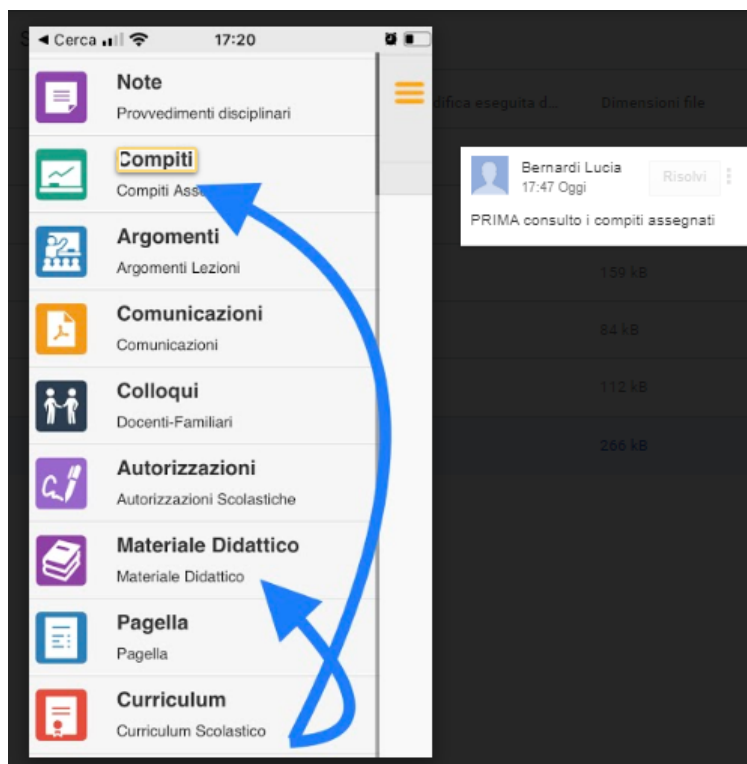 ◄ Cerca 17:20
Note
Provvedimenti disciplinari
Compiti
Compiti
Argomenti
Argomenti Lezioni
Comunicazioni
Comunicazioni
Colloqui
Docenti-Familiari
Autorizzazioni
Autorizzazioni Scolastiche
Materiale Didattico
Materiale Didattico
Pagella
Pagella
Curriculum
Curriculum Scolastico
difica eseguita d... Dimensioni file
Bernardi Lucia
17:47 Oggi
Risolvi
PRIMA consulto i compiti assegnati
159 kB
84 kB
112 kB
266 kB